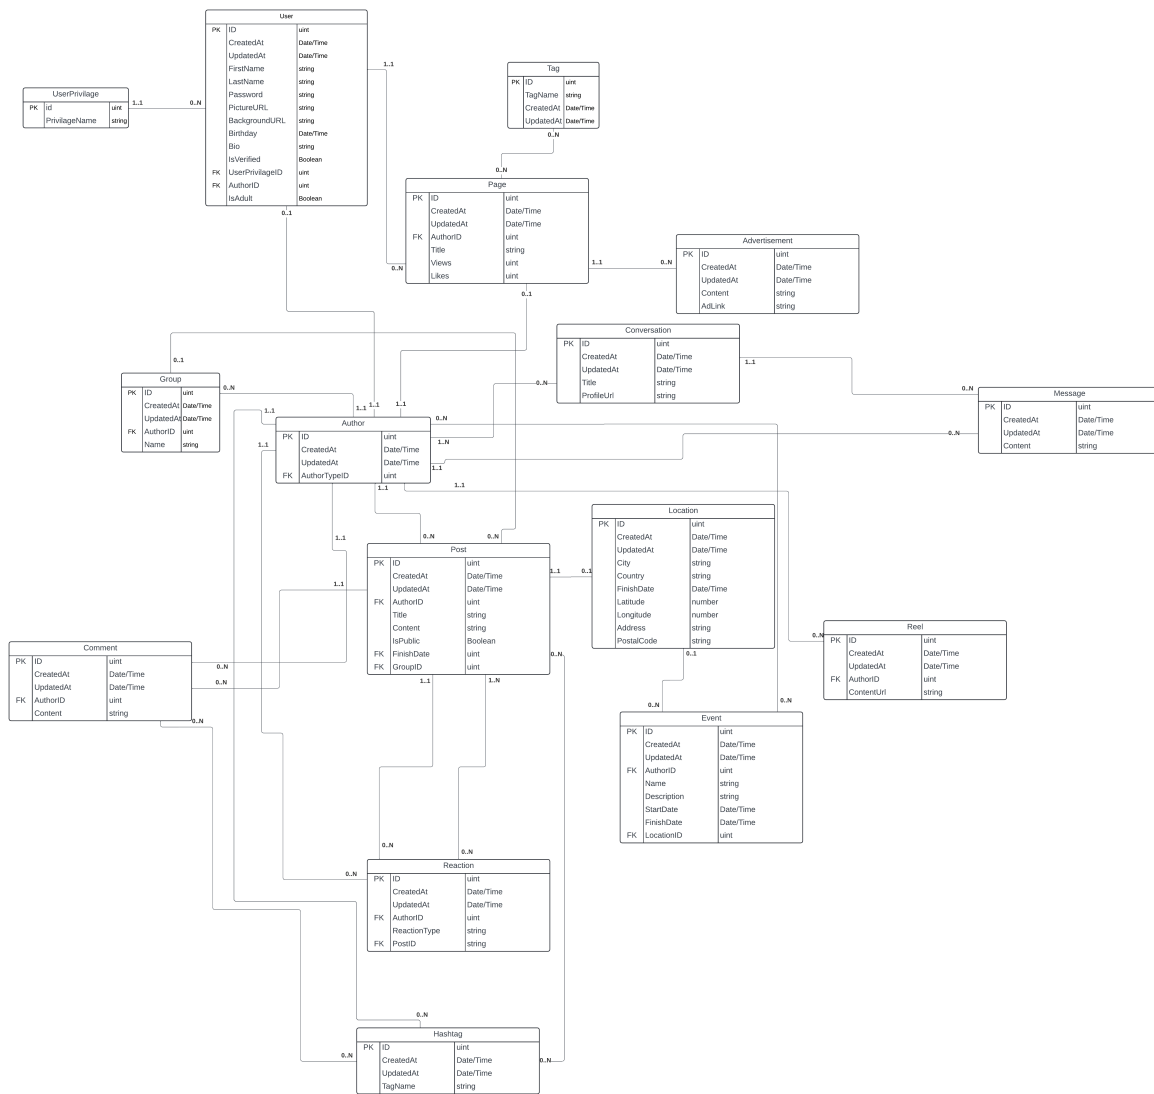 User
PK ID uint
CreatedAt Date/Time
UpdatedAt Date/Time
FirstName string
LastName string
Password string
PictureURL string
BackgroundURL string
Birthday Date/Time
Bio string
IsVerified Boolean
FK UserPrivilageID uint
FK AuthorID uint
IsAdult Boolean
1..1
0..1
UserPrivilage
PK id uint
PrivilageName string
1..1
0..N
Tag
PK ID uint
TagName string
CreatedAt Date/Time
UpdatedAt Date/Time
0..N
0..N
Page
PK ID uint
CreatedAt Date/Time
UpdatedAt Date/Time
FK AuthorID uint
Title string
Views uint
Likes uint
0..N
0..1
1..1
0..N
Advertisement
PK ID uint
CreatedAt Date/Time
UpdatedAt Date/Time
Content string
AdLink string
Conversation
PK ID uint
CreatedAt Date/Time
UpdatedAt Date/Time
Title string
ProfileUrl string
0..N
1..1
0..N
Message
PK ID uint
CreatedAt Date/Time
UpdatedAt Date/Time
Content string
0..N
0..1
Group
PK ID uint
CreatedAt Date/Time
UpdatedAt Date/Time
FK AuthorID uint
Name string
0..N
1..1
1..1
1..1
1..1
1..1
0..N
Author
PK ID uint
CreatedAt Date/Time
UpdatedAt Date/Time
FK AuthorTypeID uint
1..N
1..1
1..1
1..1
1..1
0..N
0..N
Post
PK ID uint
CreatedAt Date/Time
UpdatedAt Date/Time
FK AuthorID uint
Title string
Content string
IsPublic Boolean
FK FinishDate uint
FK GroupID uint
1..1
1..1
0..1
0..N
1..1
1..N
Location
PK ID uint
CreatedAt Date/Time
UpdatedAt Date/Time
City string
Country string
FinishDate Date/Time
Latitude number
Longitude number
Address string
PostalCode string
0..1
0..N
0..N
0..N
Reel
PK ID uint
CreatedAt Date/Time
UpdatedAt Date/Time
FK AuthorID uint
ContentUrl string
Comment
PK ID uint
CreatedAt Date/Time
UpdatedAt Date/Time
FK AuthorID uint
Content string
0..N
0..N
0..N
Event
PK ID uint
CreatedAt Date/Time
UpdatedAt Date/Time
FK AuthorID uint
Name string
Description string
StartDate Date/Time
FinishDate Date/Time
FK LocationID uint
0..N
0..N
0..N
Reaction
PK ID uint
CreatedAt Date/Time
UpdatedAt Date/Time
FK AuthorID uint
ReactionType string
FK PostID string
0..N
Hashtag
PK ID uint
CreatedAt Date/Time
UpdatedAt Date/Time
TagName string
0..N
0..N